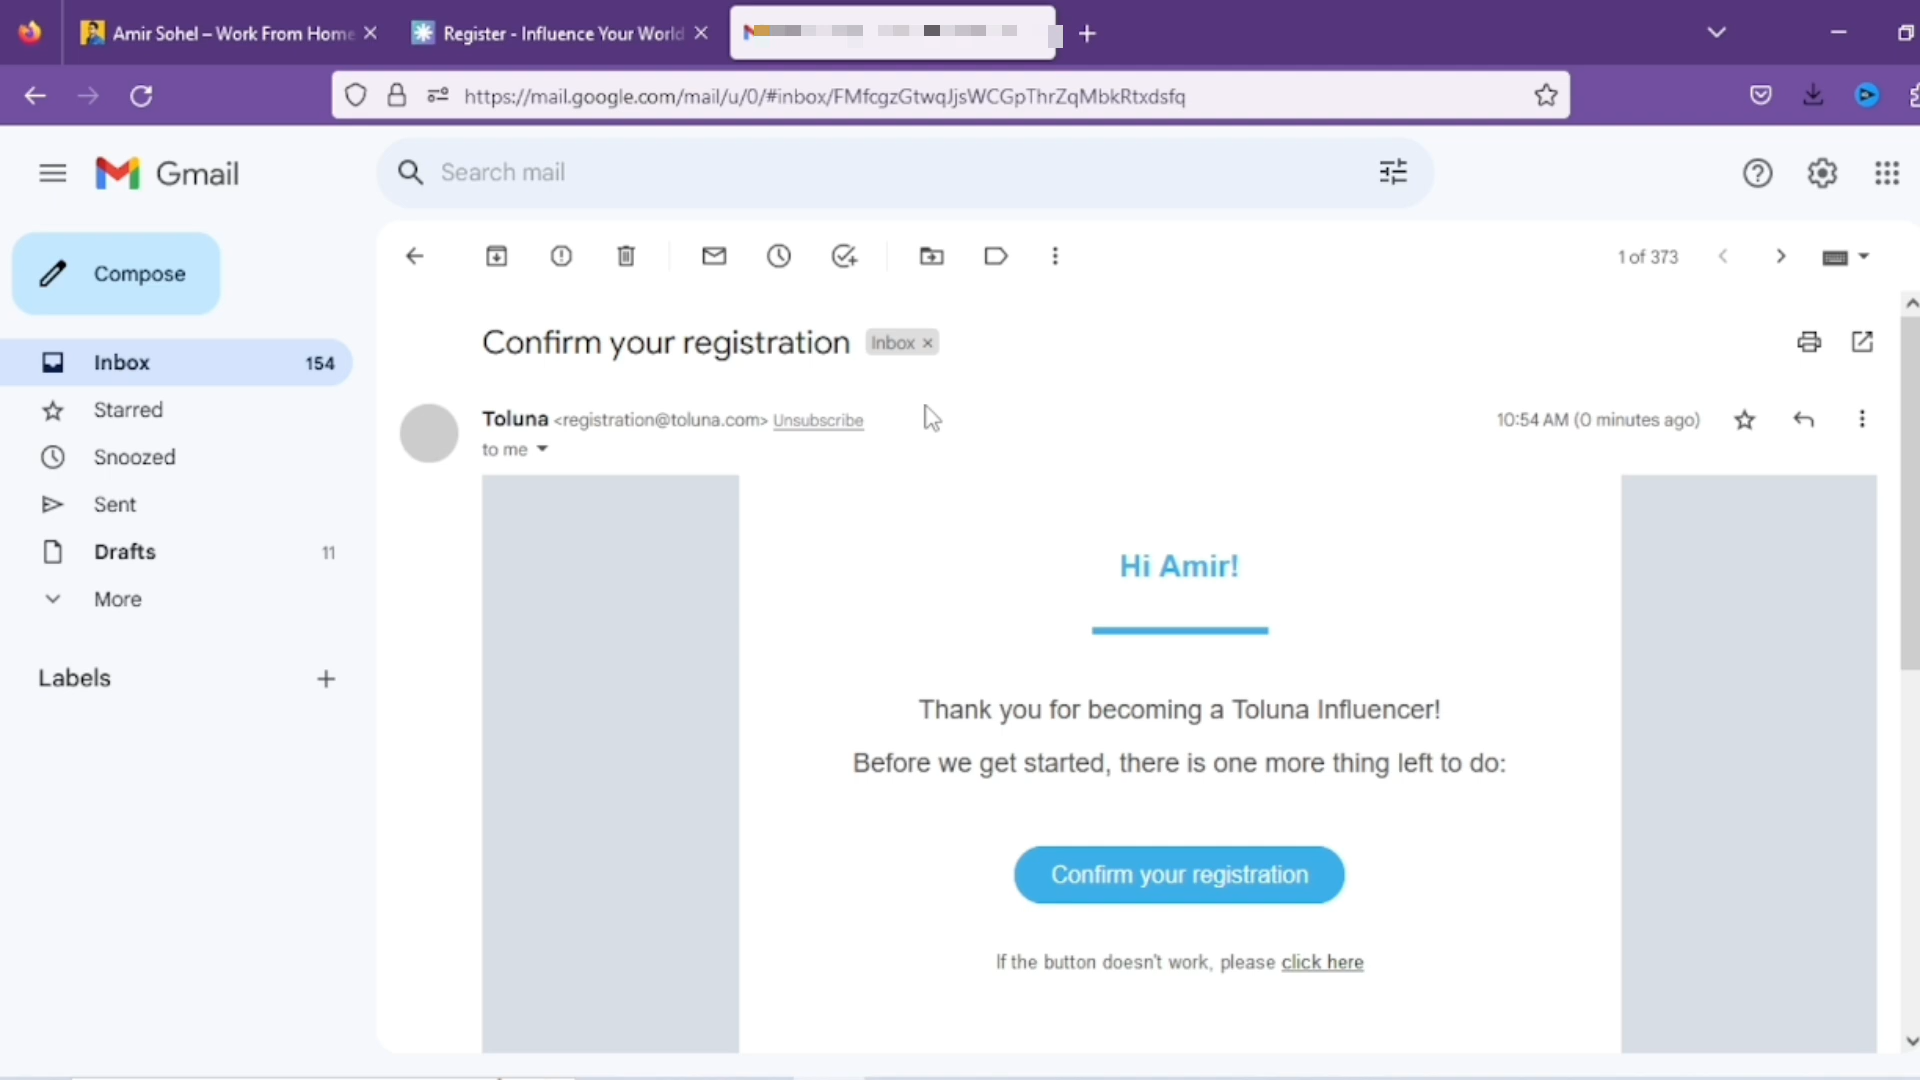 Amir Sohel – Work From Home
Register - Influence Your World
https://mail.google.com/mail/u/0/#inbox/FMfcgzGtwqJjsWCGpThrZqMbkRtxdsfq
Gmail
Search mail
Compose
1 of 373
Confirm your registration
Inbox ×
Inbox 154
Toluna <registration@toluna.com> Unsubscribe
10:54 AM (0 minutes ago)
to me
Starred
Snoozed
Sent
Drafts 11
More
Labels
Hi Amir!
Thank you for becoming a Toluna Influencer!
Before we get started, there is one more thing left to do:
Confirm your registration
If the button doesn't work, please click here